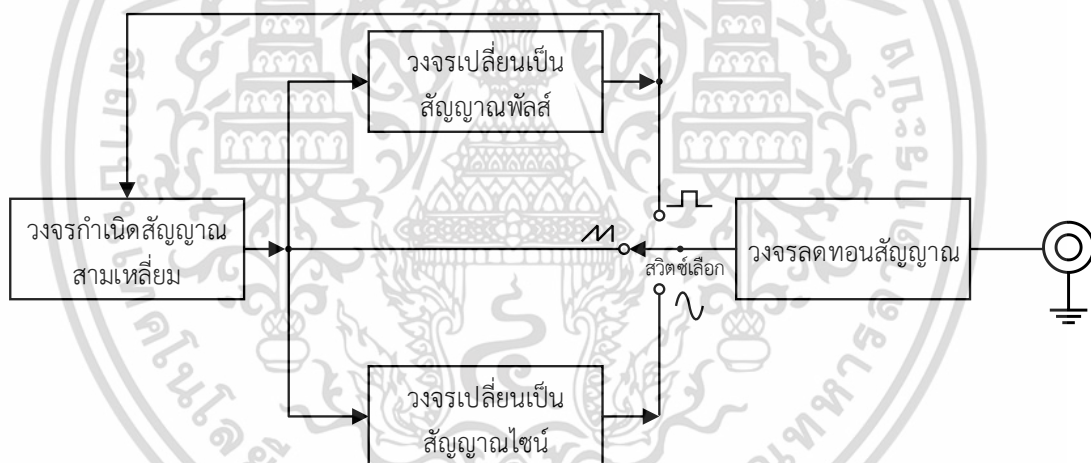 วงจรเปลี่ยนเป็น
สัญญาณพัลส์
วงจรกำเนิดสัญญาณ
สามเหลี่ยม
สวิตซ์เลือก
วงจรลดทอนสัญญาณ
วงจรเปลี่ยนเป็น
สัญญาณไซน์